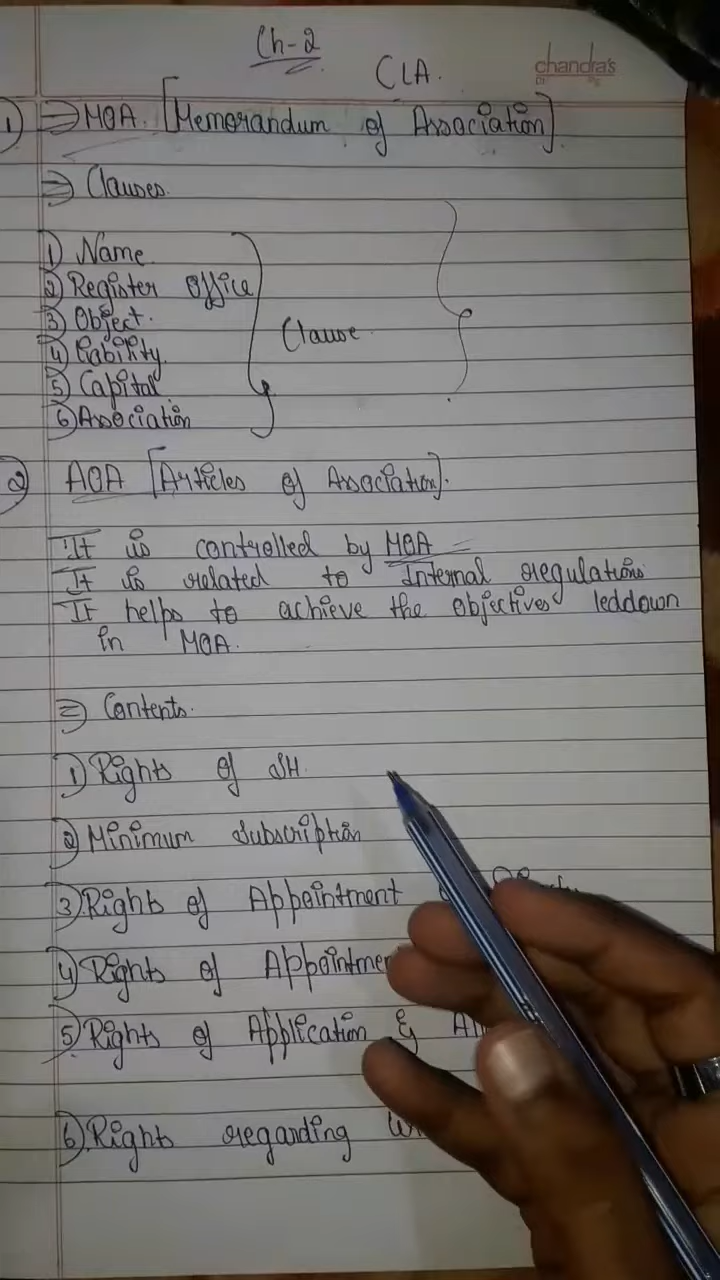 Ch-2
CLA.
chandra's
1 => MOA. [Memorandum of Association].
=> Clauses.
1) Name
2) Register office
3) Object.
4) Liability.
5) Capital.
6) Association
Clause
2 AOA [Articles of Association].
It is controlled by MOA
It is related to Internal regulations
It helps to achieve the objectives leddown
in MOA.
=> Contents.
1) Rights of SH.
2) Minimum Subscription
3) Rights of Appointment
4) Rights of
5) Rights of Application &
6) Rights regarding